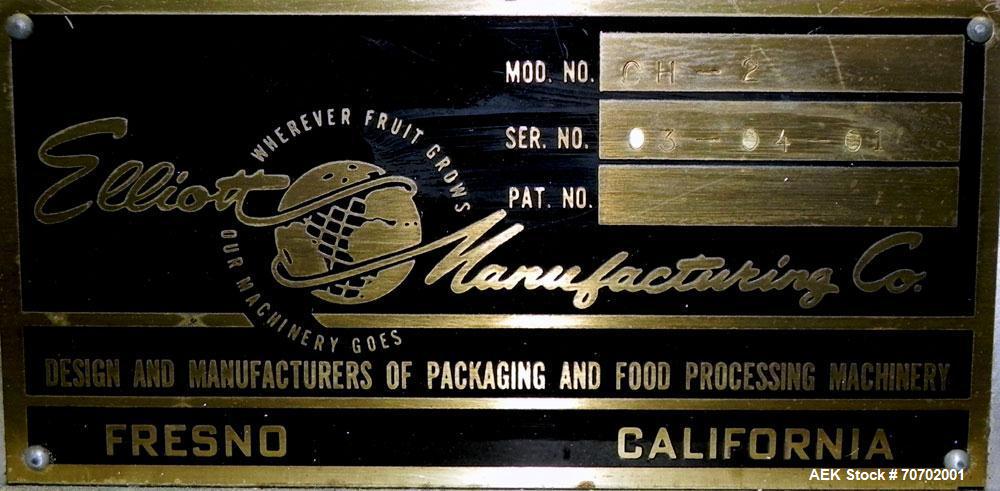 MOD. NO. CH-2
SER. NO. 03-04-01
PAT. NO.
WHEREVER FRUIT GROWS
OUR MACHINERY GOES
Elliott Manufacturing Co.
DESIGN AND MANUFACTURERS OF PACKAGING AND FOOD PROCESSING MACHINERY
FRESNO CALIFORNIA
AEK Stock # 70702001